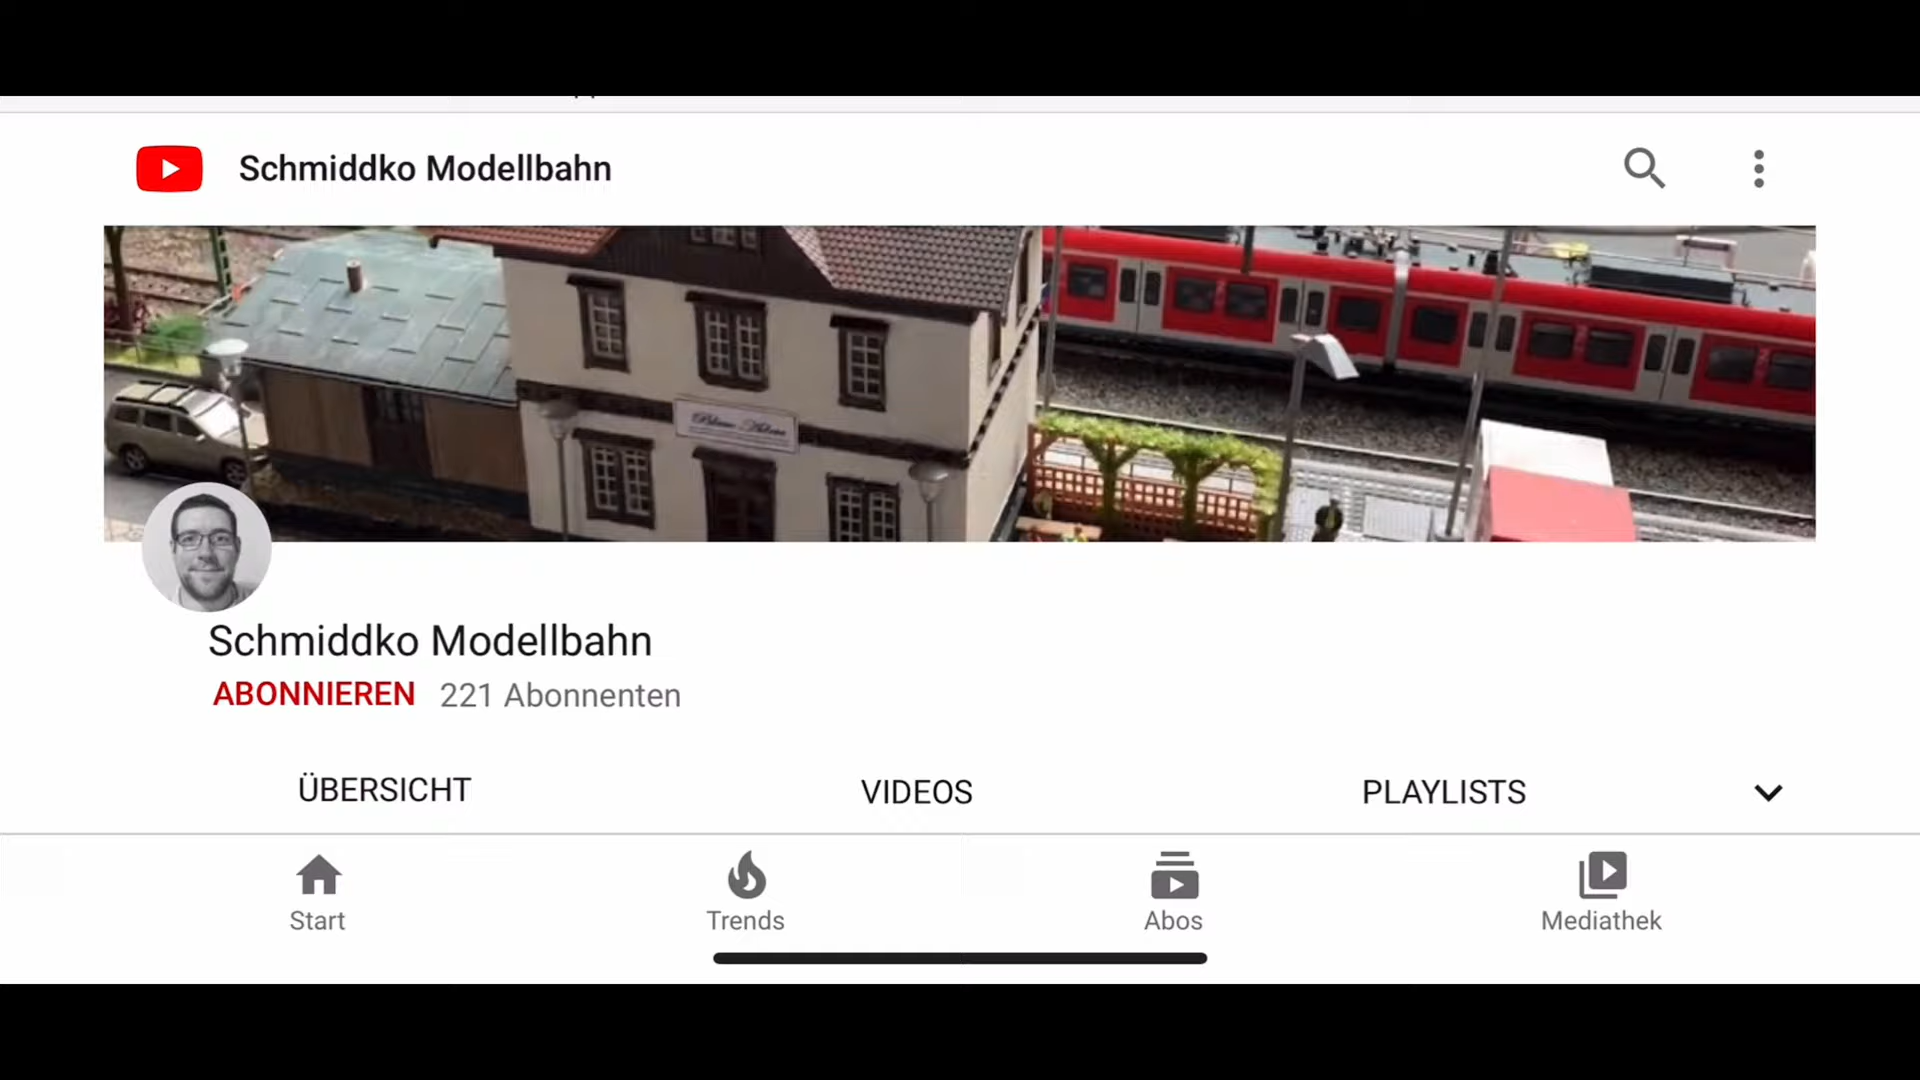 Schmiddko Modellbahn
Schmiddko Modellbahn
ABONNIEREN 221 Abonnenten
ÜBERSICHT VIDEOS PLAYLISTS
Start Trends Abos Mediathek